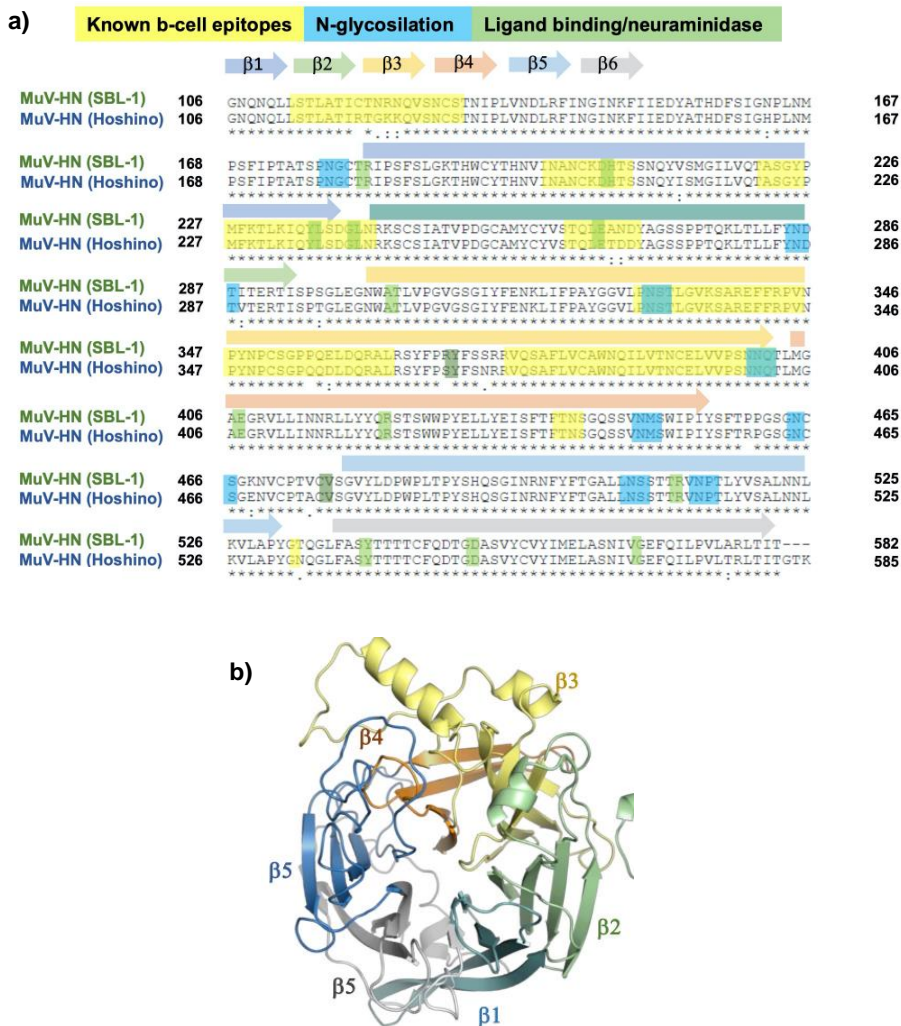 a)
Known b-cell epitopes N-glycosilation Ligand binding/neuraminidase
β1 β2 β3 β4 β5 β6
MuV-HN (SBL-1) 106 GNQNQLLSTLATICTNRNQVSNCSTNIPLVNDLRFINGINKFIIEDYATHDFSIGNPLNM 167
MuV-HN (Hoshino) 106 GNQNQLLSTLATIRTGKKQVSNCSTNIPLVNDLRFINGINKFIIEDYATHDFSIGHPLNM 167
MuV-HN (SBL-1) 168 PSFIPTATSPNGCTRIPSFSLGKTHWCYTHNVINANCKDHTSSNQYVSMGILVQTASGYP 226
MuV-HN (Hoshino) 168 PSFIPTATSPNGCTRIPSFSLGKTHWCYTHNVINANCKDHTSSNQYISMGILVQTASGYP 226
MuV-HN (SBL-1) 227 MFKTLKIQYLSDGLNRKSCSIATVPDGCAMYCYVSTQLEANDYAGSSPPTQKLTLLFYND 286
MuV-HN (Hoshino) 227 MFKTLKIQYLSDGLNRKSCSIATVPDGCAMYCYVSTQLETDDYAGSSPPTQKLTLLFYND 286
MuV-HN (SBL-1) 287 TITERTISPSGLEGNWATLVPGVGSGIYFENKLIFPAYGGVLPNSTLGVKSAREFFRPVN 346
MuV-HN (Hoshino) 287 TVTERTISPTGLEGNWATLVPGVGSGIYFENKLIFPAYGGVLPNSTLGVKSAREFFRPVN 346
MuV-HN (SBL-1) 347 PYNPCSGPPQELDQRALRSYFPRYFSSRRVQSAFLVCAWNQILVTNCELVVPSNNQTLMG 406
MuV-HN (Hoshino) 347 PYNPCSGPPQDLDQRALRSYFPSYFSNRRVQSAFLVCAWNQILVTNCELVVPSNNQTLMG 406
MuV-HN (SBL-1) 406 AEGRVLLINNRLLYYQRSTSWWPYELLYEISFTFTNSGQSSVNMSWIPIYSFTPPGSGNC 465
MuV-HN (Hoshino) 406 AEGRVLLINNRLLYYQRSTSWWPYELLYEISFTFTNSGQSSVNMSWIPIYSFTRPGSGNC 465
MuV-HN (SBL-1) 466 SGKNVCPTVCVSGVYLDPWPLTPYSHQSGINRNFYFTGALLNSSTTRVNPTLYVSALNNL 525
MuV-HN (Hoshino) 466 SGENVCPTACVSGVYLDPWPLTPYSHQSGINRNFYFTGALLNSSTTRVNPTLYVSALNNL 525
MuV-HN (SBL-1) 526 KVLAPYGTQGLFASYTTTTCFQDTGDASVYCVYIMELASNIVGEFQILPVLARLTIT--- 582
MuV-HN (Hoshino) 526 KVLAPYGNQGLFASYTTTTCFQDTGDASVYCVYIMELASNIVGEFQILPVLTRLTITGTK 585
b)
β3
β4
β5
β2
β5
β1